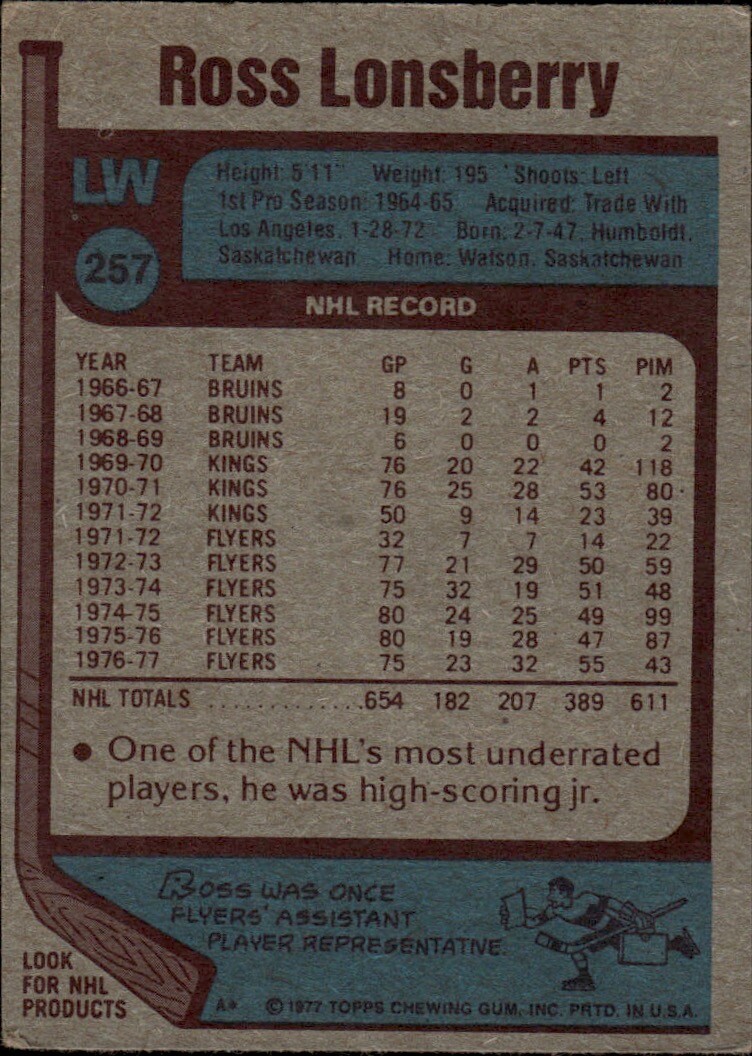 Ross Lonsberry
LW
257
Height: 5'11" Weight: 195 Shoots: Left
1st Pro Season: 1964-65 Acquired: Trade With
Los Angeles, 1-28-72 Born: 2-7-47, Humboldt,
Saskatchewan Home: Watson, Saskatchewan
NHL RECORD
YEAR TEAM GP G A PTS PIM
1966-67 BRUINS 8 0 1 1 2
1967-68 BRUINS 19 2 2 4 12
1968-69 BRUINS 6 0 0 0 2
1969-70 KINGS 76 20 22 42 118
1970-71 KINGS 76 25 28 53 80
1971-72 KINGS 50 9 14 23 39
1971-72 FLYERS 32 7 7 14 22
1972-73 FLYERS 77 21 29 50 59
1973-74 FLYERS 75 32 19 51 48
1974-75 FLYERS 80 24 25 49 99
1975-76 FLYERS 80 19 28 47 87
1976-77 FLYERS 75 23 32 55 43
NHL TOTALS ..............654 182 207 389 611
• One of the NHL's most underrated
players, he was high-scoring jr.
ROSS WAS ONCE
FLYERS' ASSISTANT
PLAYER REPRESENTATIVE.
LOOK
FOR NHL
PRODUCTS
A* © 1977 TOPPS CHEWING GUM, INC. PRTD. IN U.S.A.